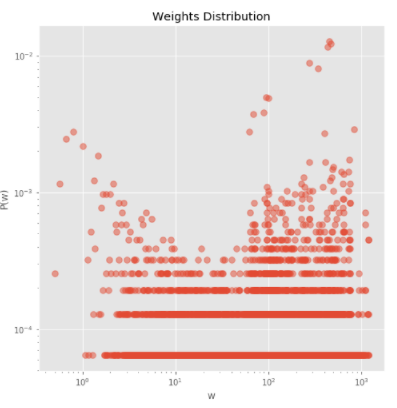 Weights Distribution
10⁻²
10⁻³
10⁻⁴
P(w)
10⁰ 10¹ 10² 10³
w